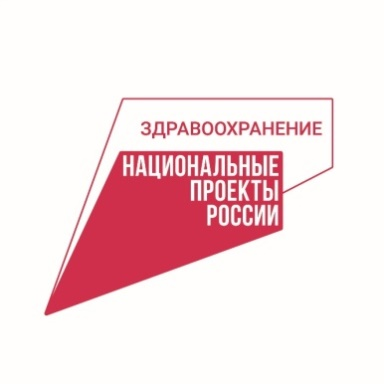 ЗДРАВООХРАНЕНИЕ
НАЦИОНАЛЬНЫЕ
ПРОЕКТЫ
РОССИИ